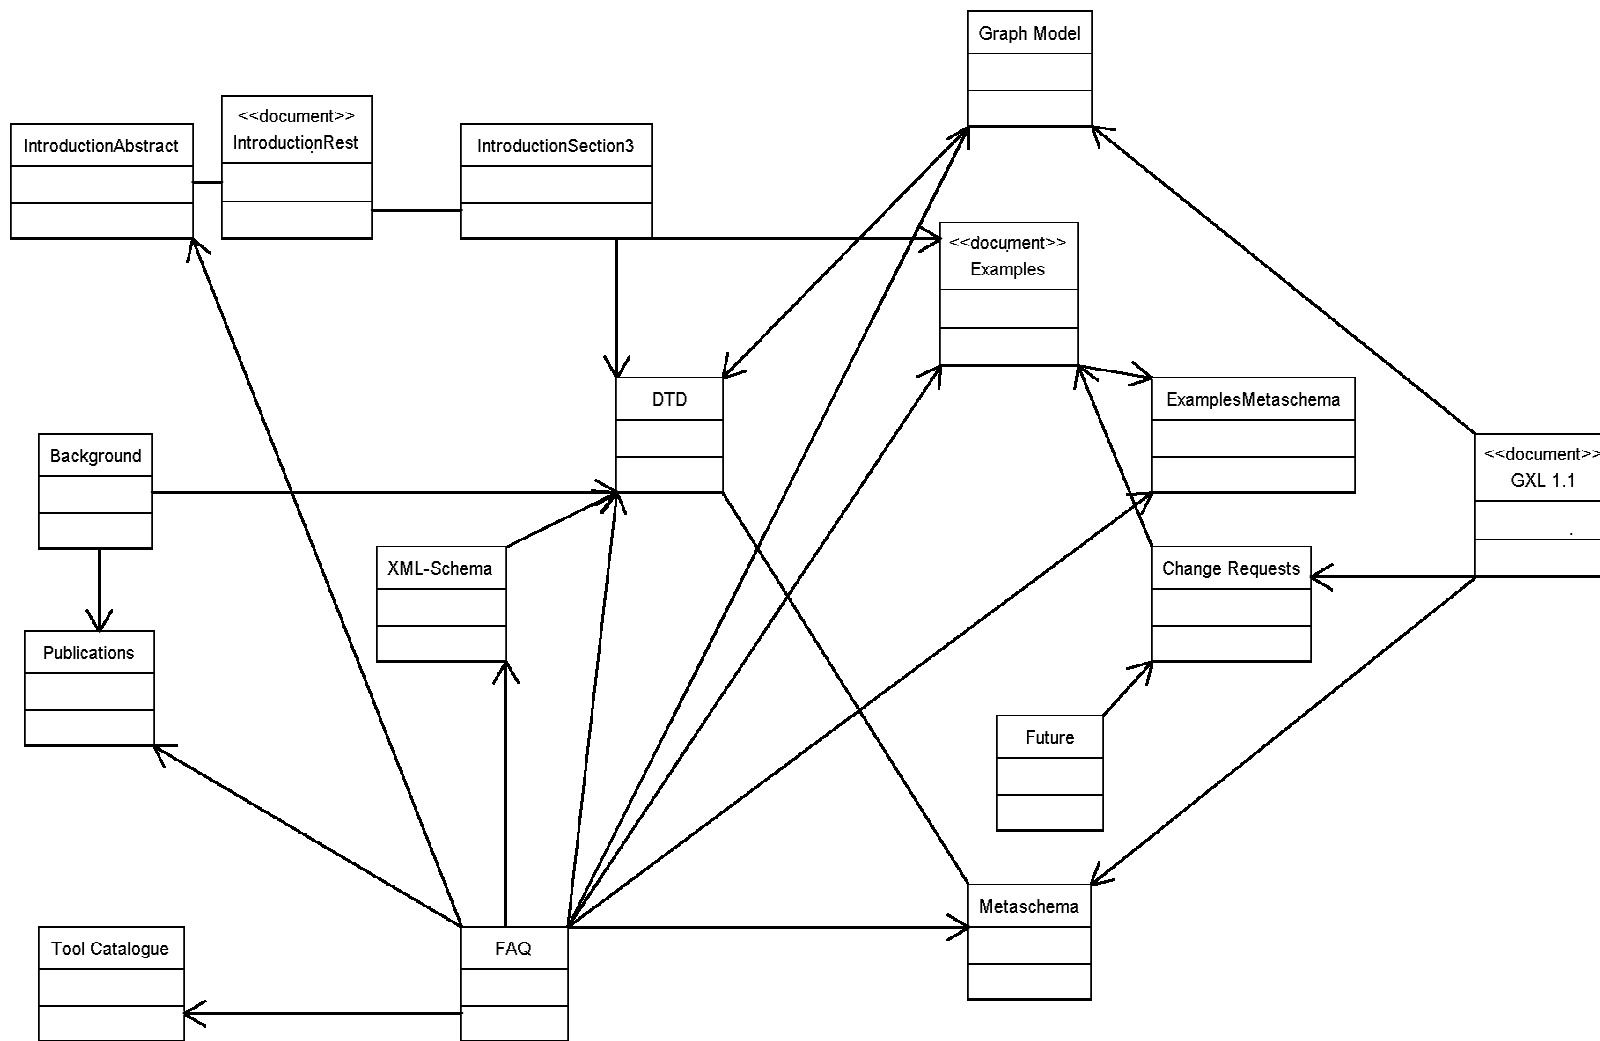 Graph Model
<<document>>
IntroductionRest
IntroductionAbstract
IntroductionSection3
<<document>>
Examples
DTD
ExamplesMetaschema
Background
<<document>>
GXL 1.1
XML-Schema
Change Requests
Publications
Future
Metaschema
Tool Catalogue
FAQ